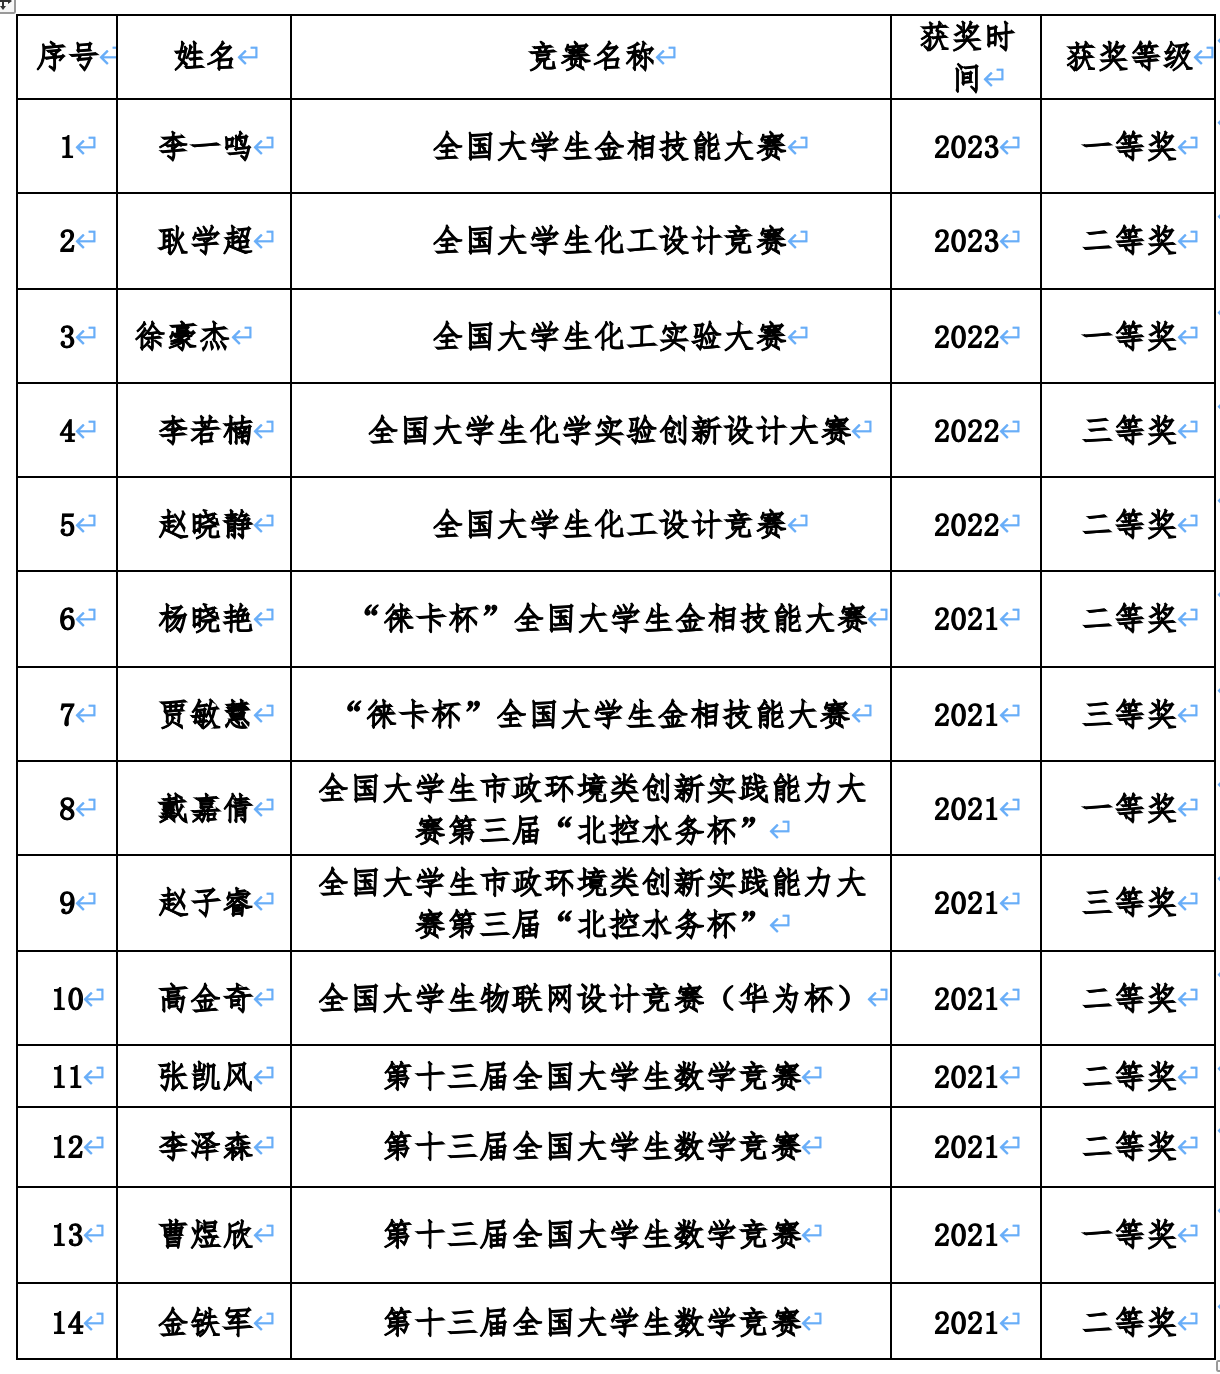 序号 姓名 竞赛名称 获奖时间 获奖等级
1 李一鸣 全国大学生金相技能大赛 2023 一等奖
2 耿学超 全国大学生化工设计竞赛 2023 二等奖
3 徐豪杰 全国大学生化工实验大赛 2022 一等奖
4 李若楠 全国大学生化学实验创新设计大赛 2022 三等奖
5 赵晓静 全国大学生化工设计竞赛 2022 二等奖
6 杨晓艳 “徕卡杯”全国大学生金相技能大赛 2021 二等奖
7 贾敏慧 “徕卡杯”全国大学生金相技能大赛 2021 三等奖
8 戴嘉倩 全国大学生市政环境类创新实践能力大
赛第三届“北控水务杯” 2021 一等奖
9 赵子睿 全国大学生市政环境类创新实践能力大
赛第三届“北控水务杯” 2021 三等奖
10 高金奇 全国大学生物联网设计竞赛（华为杯） 2021 二等奖
11 张凯风 第十三届全国大学生数学竞赛 2021 二等奖
12 李泽森 第十三届全国大学生数学竞赛 2021 二等奖
13 曹煜欣 第十三届全国大学生数学竞赛 2021 一等奖
14 金铁军 第十三届全国大学生数学竞赛 2021 二等奖